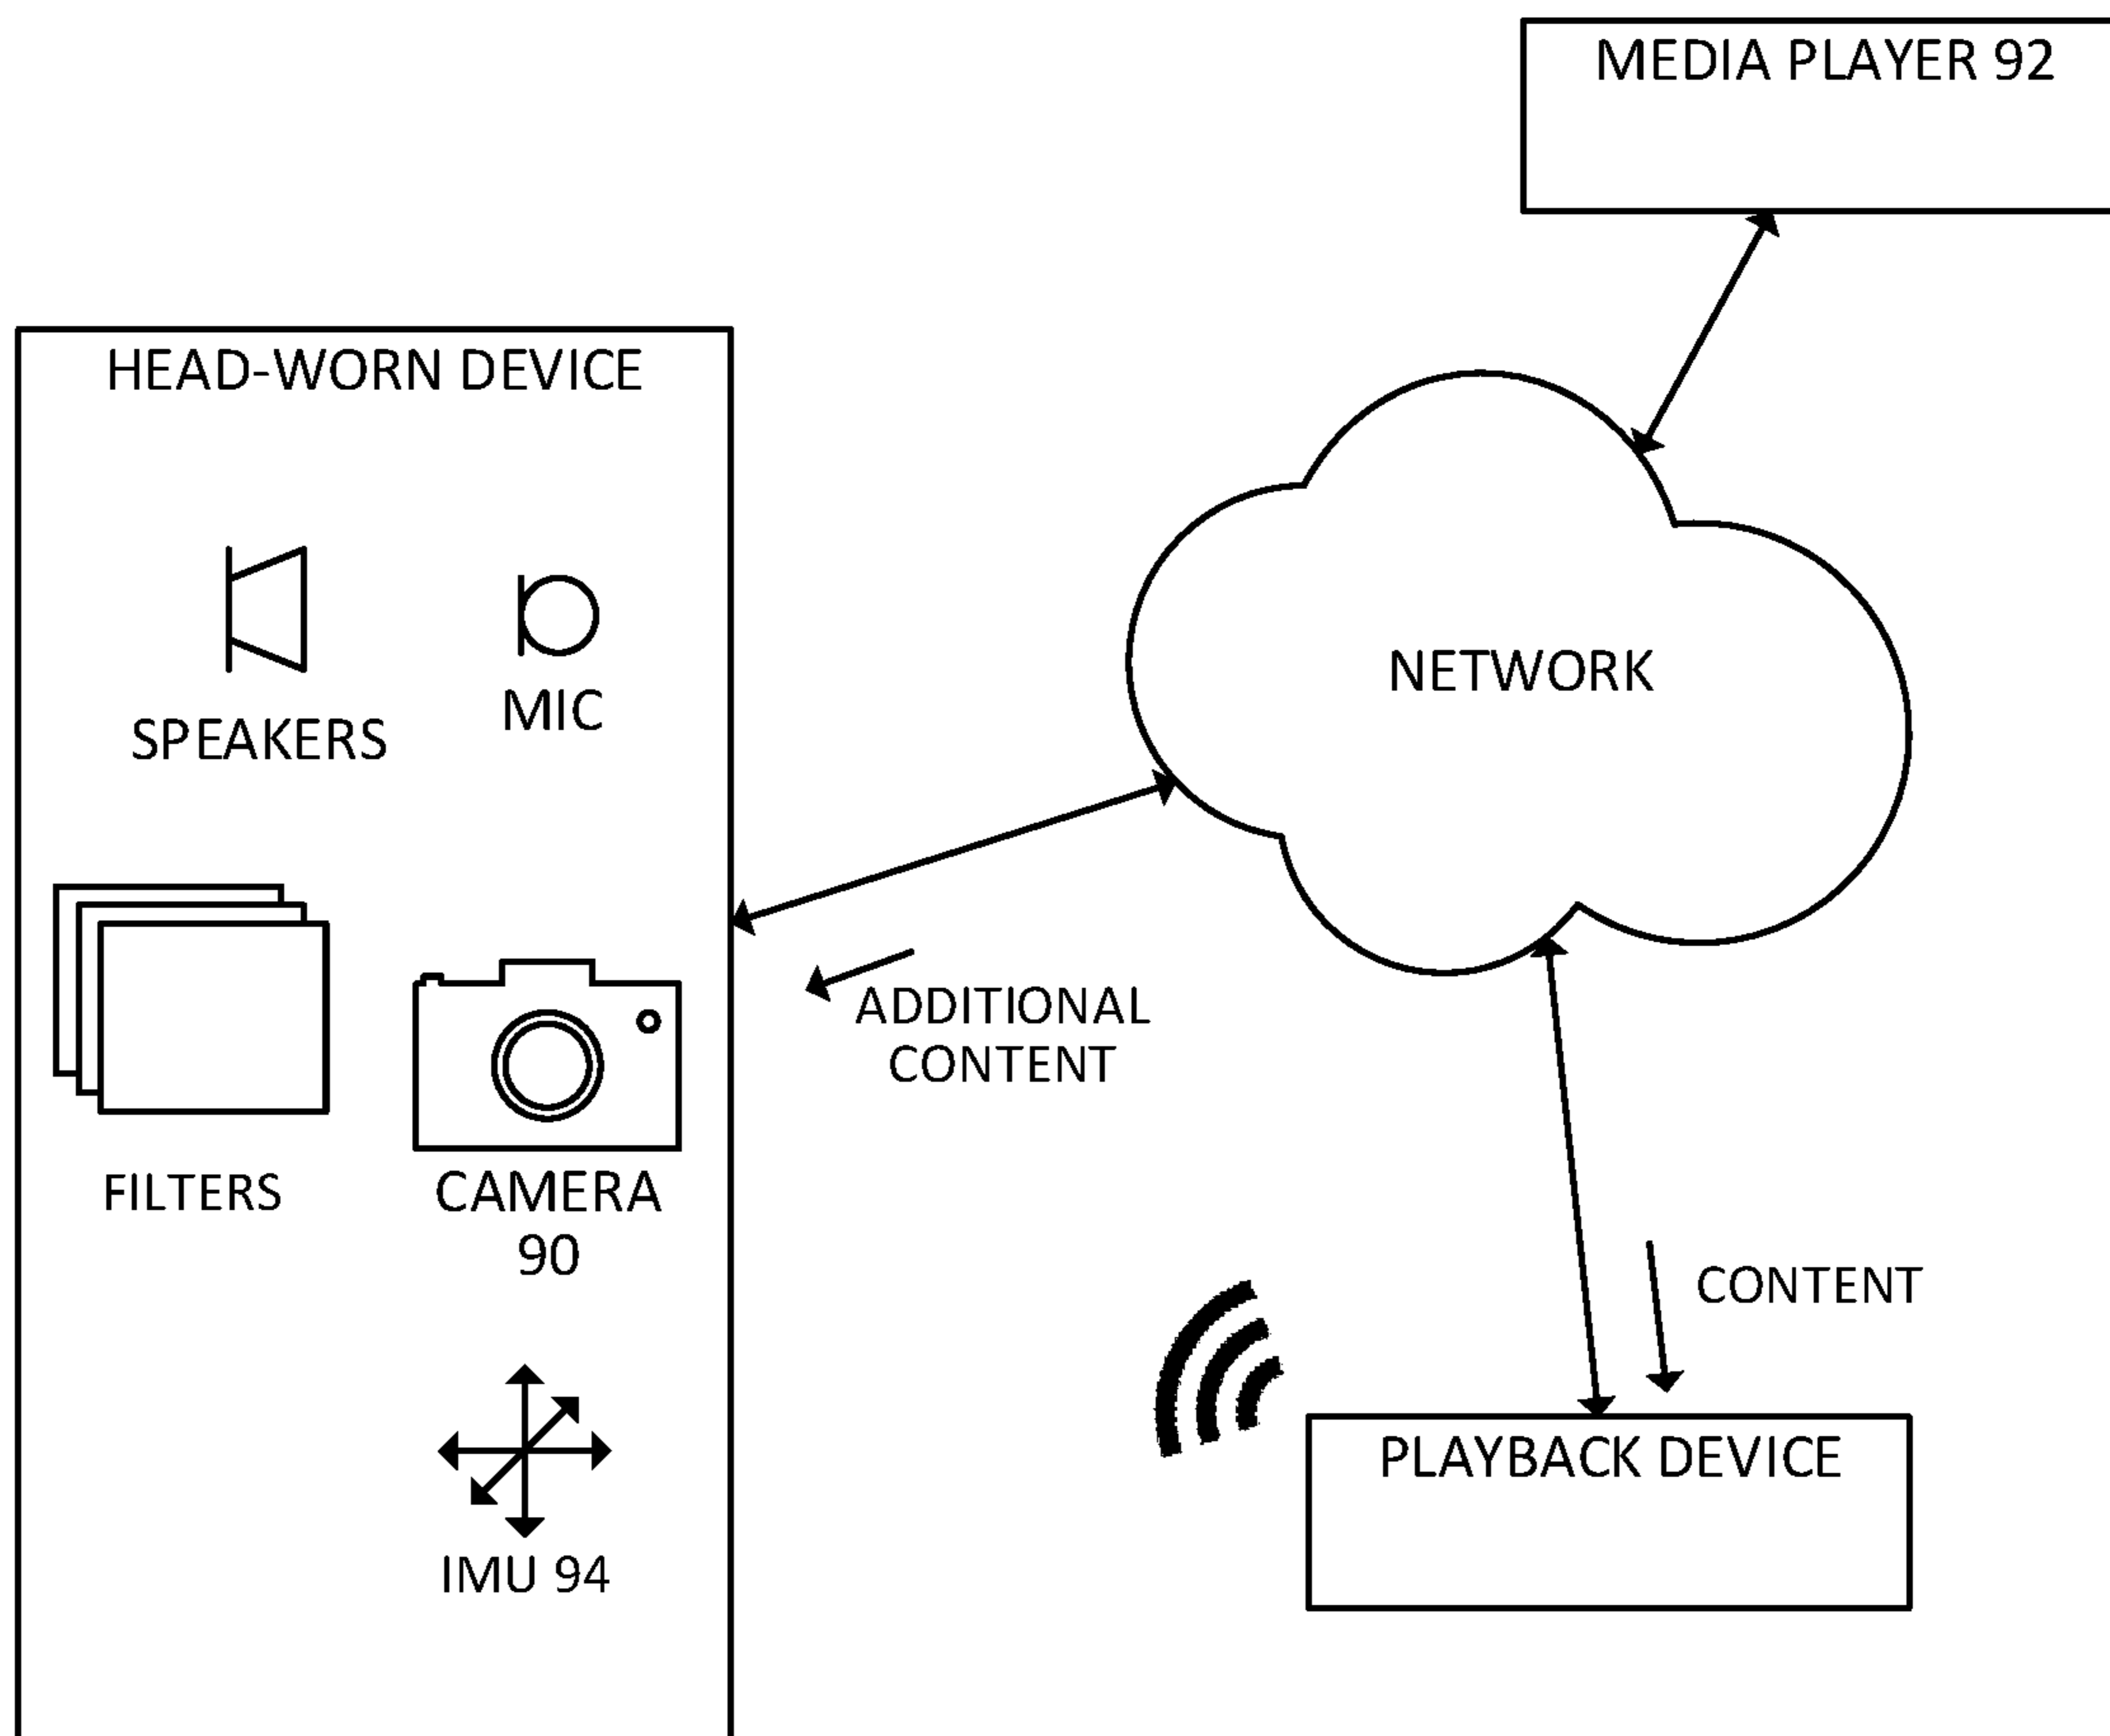 MEDIA PLAYER 92
HEAD-WORN DEVICE
SPEAKERS
MIC
NETWORK
FILTERS
CAMERA
90
ADDITIONAL
CONTENT
IMU 94
CONTENT
PLAYBACK DEVICE